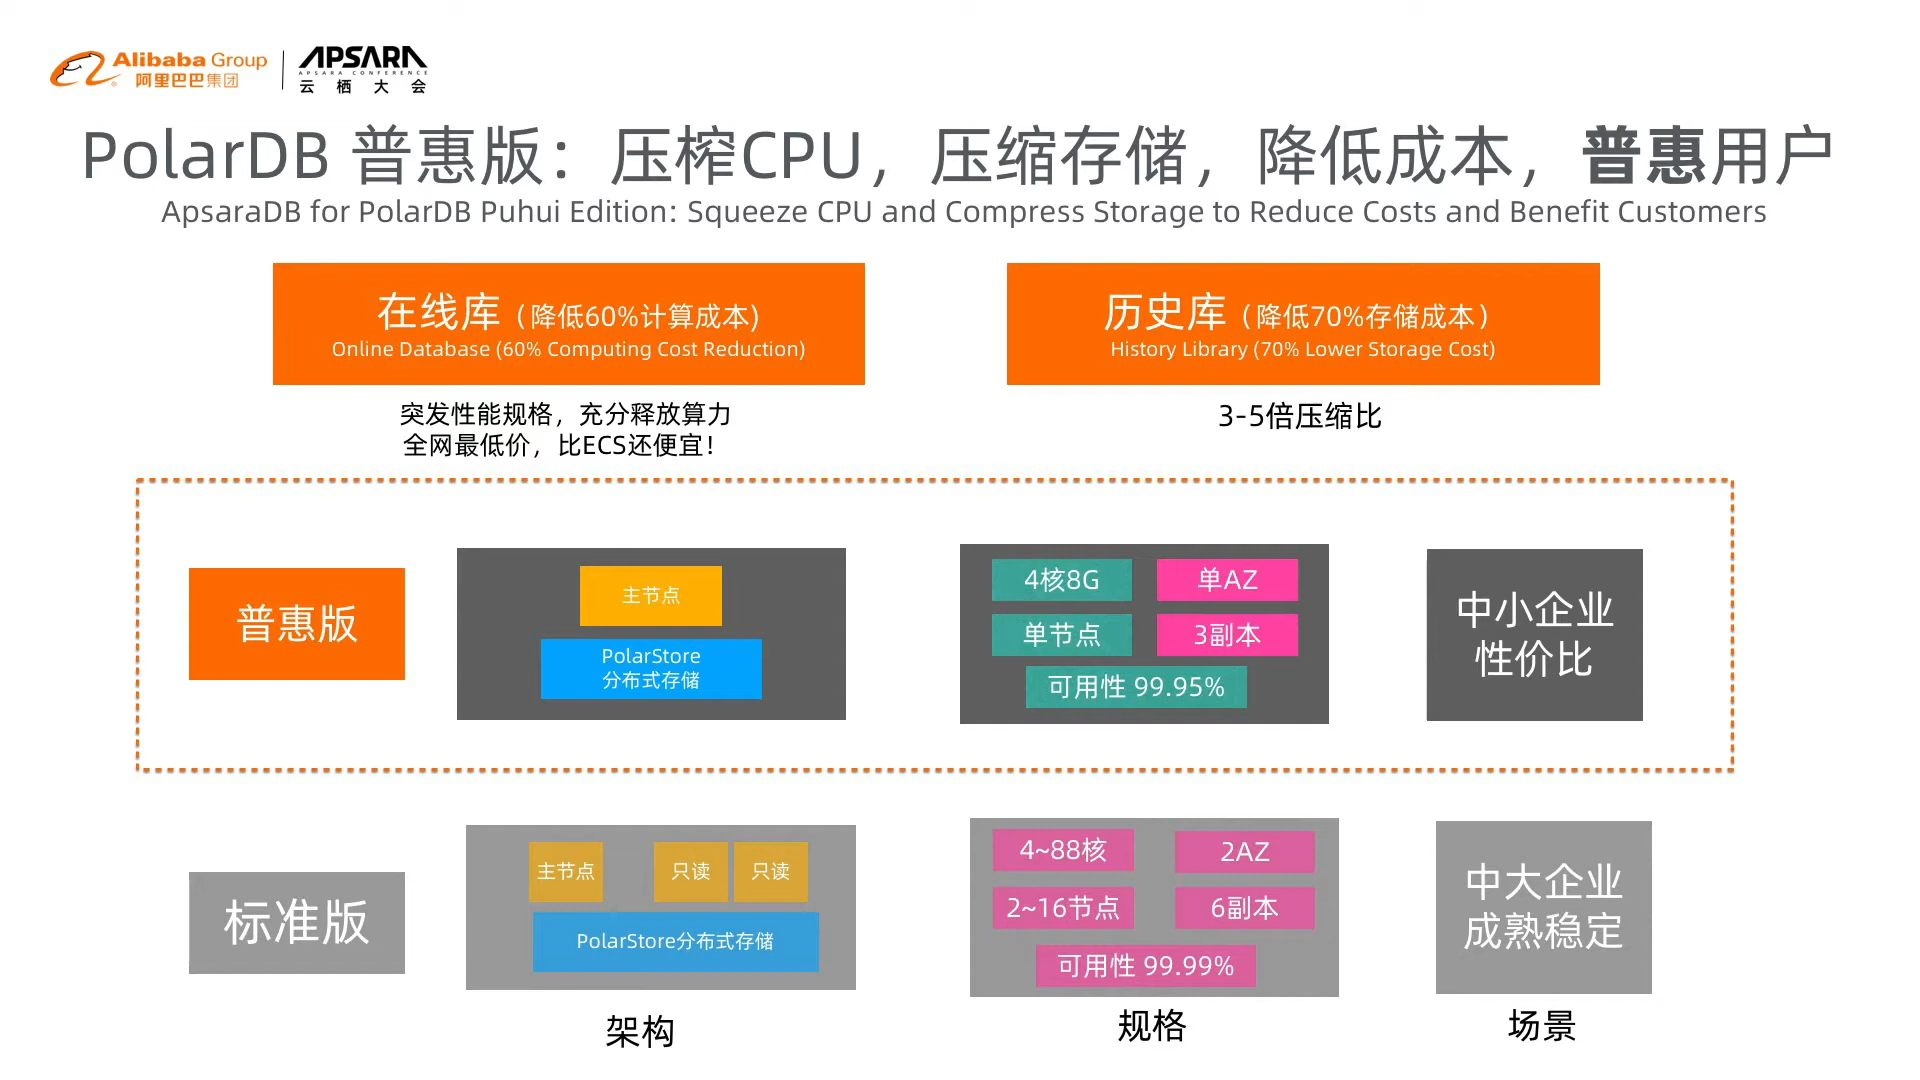 Alibaba Group
阿里巴巴集团
APSARA
APSARA CONFERENCE
云栖大会
PolarDB 普惠版：压榨CPU，压缩存储，降低成本，普惠用户
ApsaraDB for PolarDB Puhui Edition: Squeeze CPU and Compress Storage to Reduce Costs and Benefit Customers
在线库（降低60%计算成本)
Online Database (60% Computing Cost Reduction)
历史库（降低70%存储成本）
History Library (70% Lower Storage Cost)
突发性能规格，充分释放算力
全网最低价，比ECS还便宜！
3-5倍压缩比
普惠版
主节点
PolarStore
分布式存储
4核8G
单AZ
单节点
3副本
可用性 99.95%
中小企业
性价比
标准版
主节点
只读
只读
PolarStore分布式存储
4~88核
2AZ
2~16节点
6副本
可用性 99.99%
中大企业
成熟稳定
架构
规格
场景